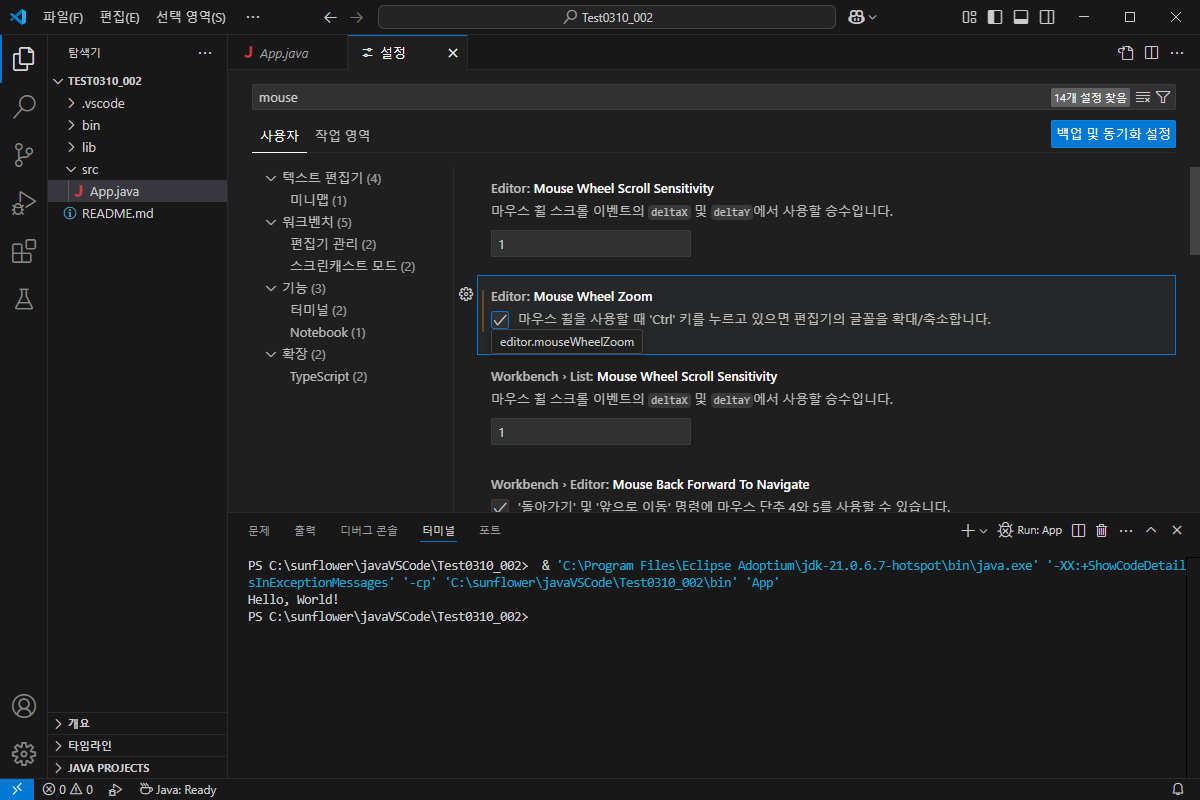 파일(F) 편집(E) 선택 영역(S) ···
Test0310_002
탐색기
App.java
설정
TEST0310_002
.vscode
bin
lib
src
App.java
README.md
개요
타임라인
JAVA PROJECTS
mouse
14개 설정 찾음
사용자 작업 영역
백업 및 동기화 설정
텍스트 편집기 (4)
미니맵 (1)
워크벤치 (5)
편집기 관리 (2)
스크린캐스트 모드 (2)
기능 (3)
터미널 (2)
Notebook (1)
확장 (2)
TypeScript (2)
Editor: Mouse Wheel Scroll Sensitivity
마우스 휠 스크롤 이벤트의 deltaX 및 deltaY에서 사용할 승수입니다.
1
Editor: Mouse Wheel Zoom
마우스 휠을 사용할 때 'Ctrl' 키를 누르고 있으면 편집기의 글꼴을 확대/축소합니다.
editor.mouseWheelZoom
Workbench › List: Mouse Wheel Scroll Sensitivity
마우스 휠 스크롤 이벤트의 deltaX 및 deltaY에서 사용할 승수입니다.
1
Workbench › Editor: Mouse Back Forward To Navigate
'돌아가기' 및 '앞으로 이동' 명령에 마우스 단추 4와 5를 사용할 수 있습니다.
문제 출력 디버그 콘솔 터미널 포트
Run: App
PS C:\sunflower\javaVSCode\Test0310_002>  & 'C:\Program Files\Eclipse Adoptium\jdk-21.0.6.7-hotspot\bin\java.exe' '-XX:+ShowCodeDetail
sInExceptionMessages' '-cp' 'C:\sunflower\javaVSCode\Test0310_002\bin' 'App'
Hello, World!
PS C:\sunflower\javaVSCode\Test0310_002>
0 0 Java: Ready